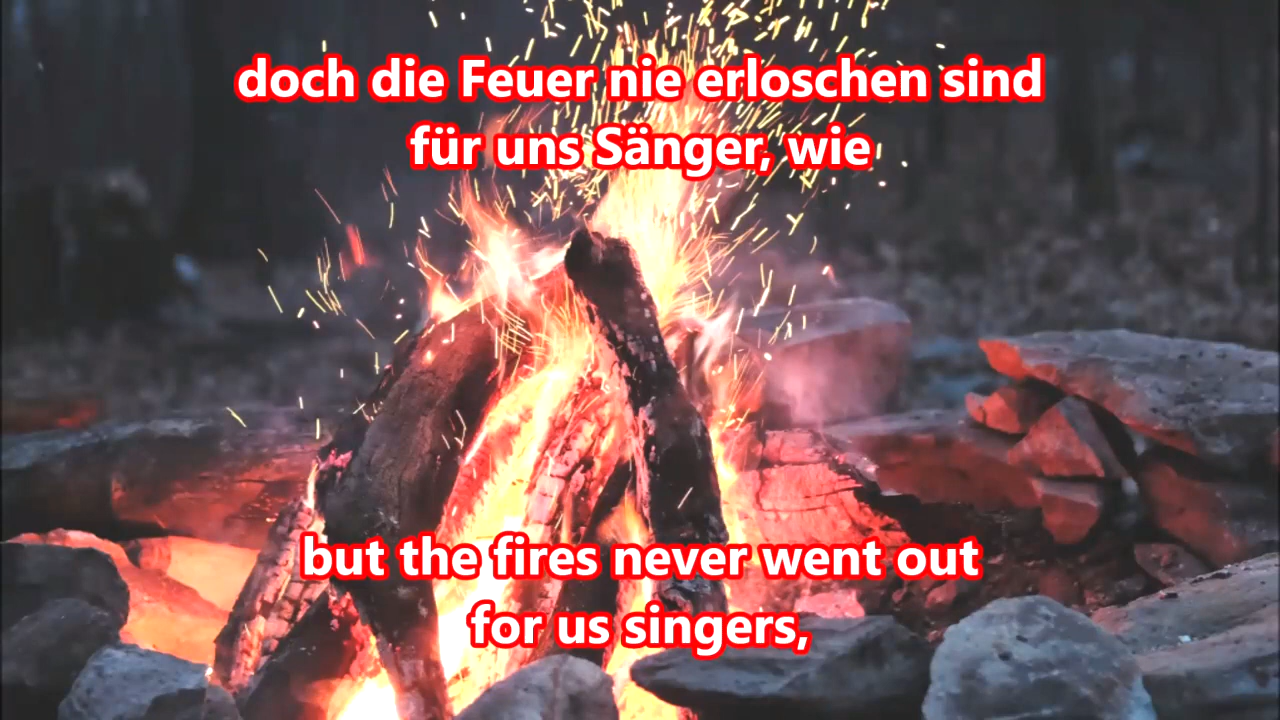 doch die Feuer nie erloschen sind
für uns Sänger, wie
but the fires never went out
for us singers,